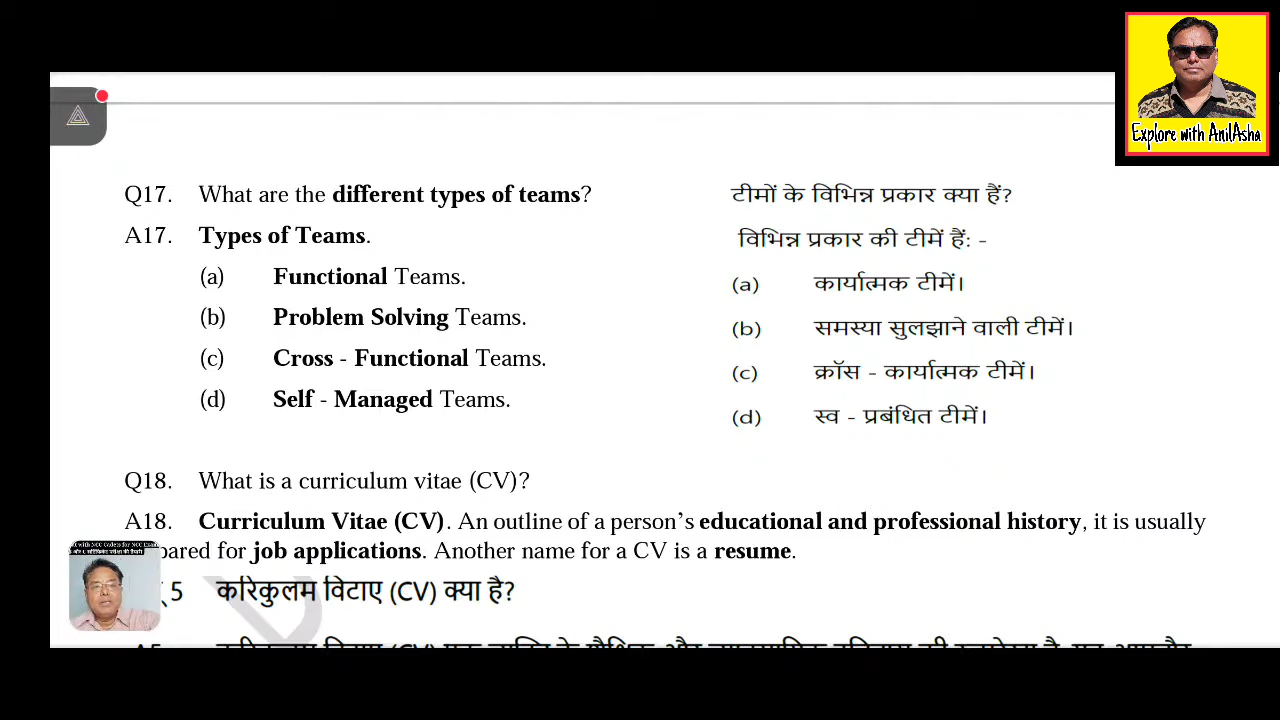 Explore with AnilAsha
Q17. What are the different types of teams?
A17. Types of Teams.
(a) Functional Teams.
(b) Problem Solving Teams.
(c) Cross - Functional Teams.
(d) Self - Managed Teams.
टीमों के विभिन्न प्रकार क्या हैं?
विभिन्न प्रकार की टीमें हैं: -
(a) कार्यात्मक टीमें।
(b) समस्या सुलझाने वाली टीमें।
(c) क्रॉस - कार्यात्मक टीमें।
(d) स्व - प्रबंधित टीमें।
Q18. What is a curriculum vitae (CV)?
A18. Curriculum Vitae (CV). An outline of a person's educational and professional history, it is usually
pared for job applications. Another name for a CV is a resume.
5 करिकुलम विटाए (CV) क्या है?